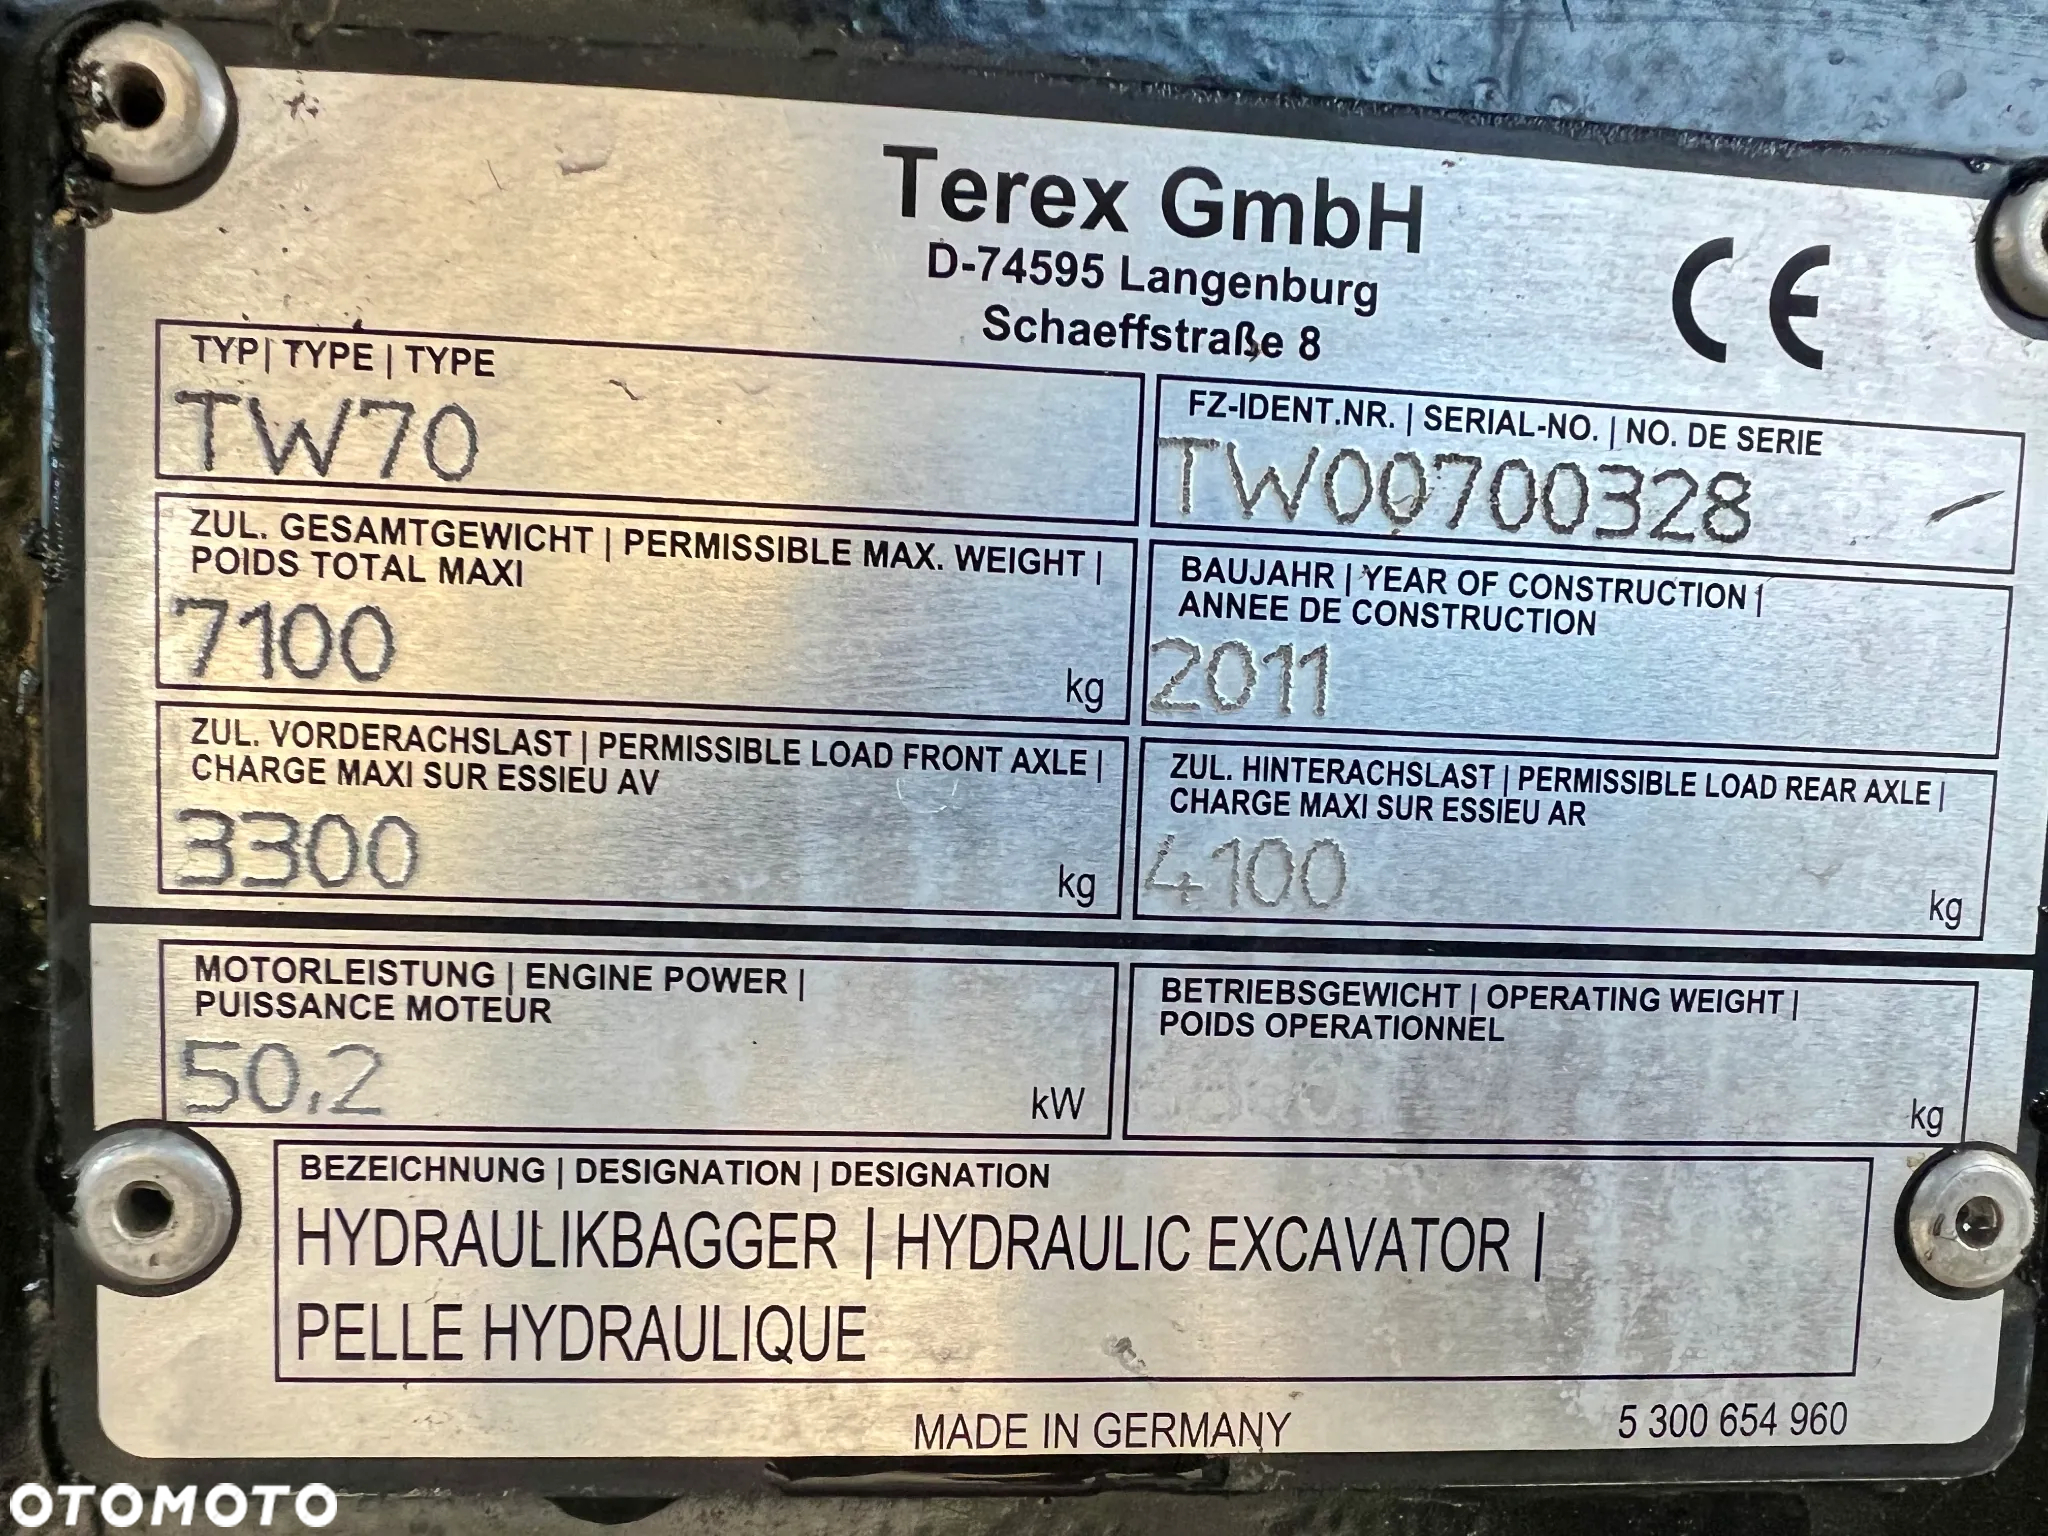 Terex GmbH
D-74595 Langenburg
Schaeffstraße 8
CE
TYP| TYPE | TYPE
TW70
FZ-IDENT.NR. | SERIAL-NO. | NO. DE SERIE
TW00700328
ZUL. GESAMTGEWICHT | PERMISSIBLE MAX. WEIGHT |
POIDS TOTAL MAXI
7100
kg
BAUJAHR | YEAR OF CONSTRUCTION |
ANNEE DE CONSTRUCTION
2011
ZUL. VORDERACHSLAST | PERMISSIBLE LOAD FRONT AXLE |
CHARGE MAXI SUR ESSIEU AV
3300
kg
ZUL. HINTERACHSLAST | PERMISSIBLE LOAD REAR AXLE |
CHARGE MAXI SUR ESSIEU AR
4100
kg
MOTORLEISTUNG | ENGINE POWER |
PUISSANCE MOTEUR
50.2
kW
BETRIEBSGEWICHT | OPERATING WEIGHT |
POIDS OPERATIONNEL
kg
BEZEICHNUNG | DESIGNATION | DESIGNATION
HYDRAULIKBAGGER | HYDRAULIC EXCAVATOR |
PELLE HYDRAULIQUE
MADE IN GERMANY
5 300 654 960
OTOMOTO